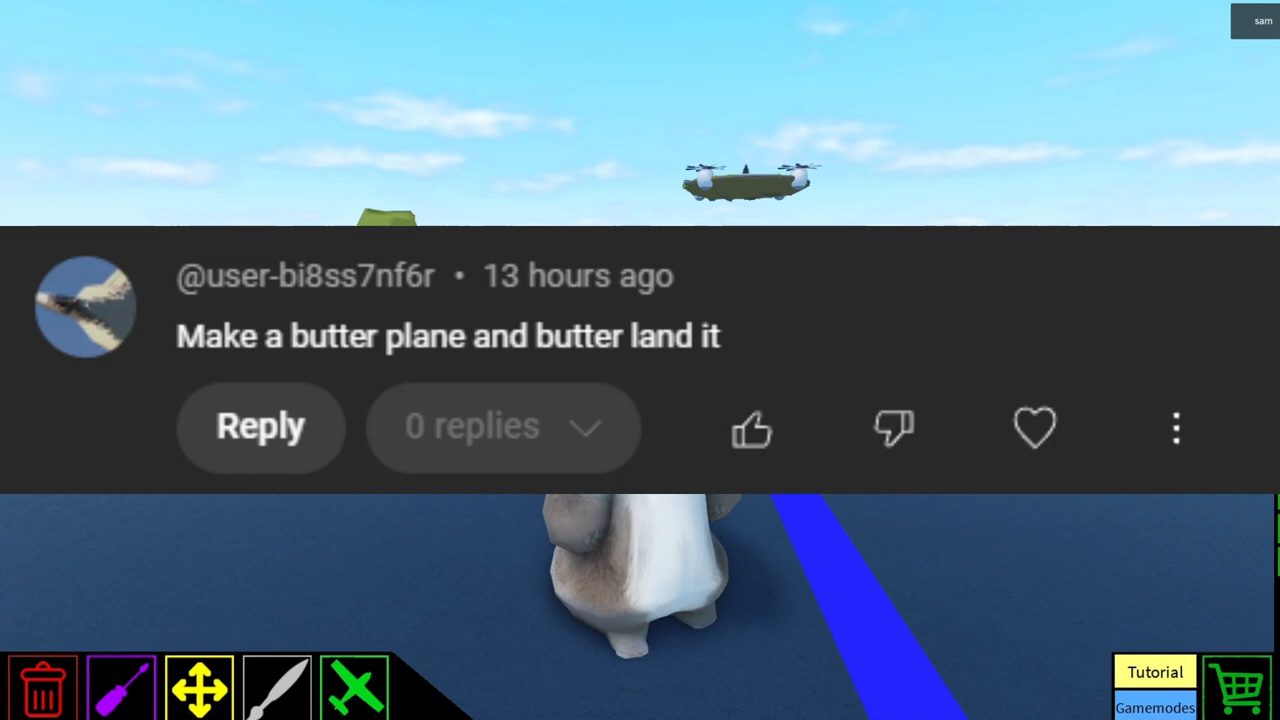 sam
@user-bi8ss7nf6r • 13 hours ago
Make a butter plane and butter land it
Reply
0 replies
Tutorial
Gamemodes